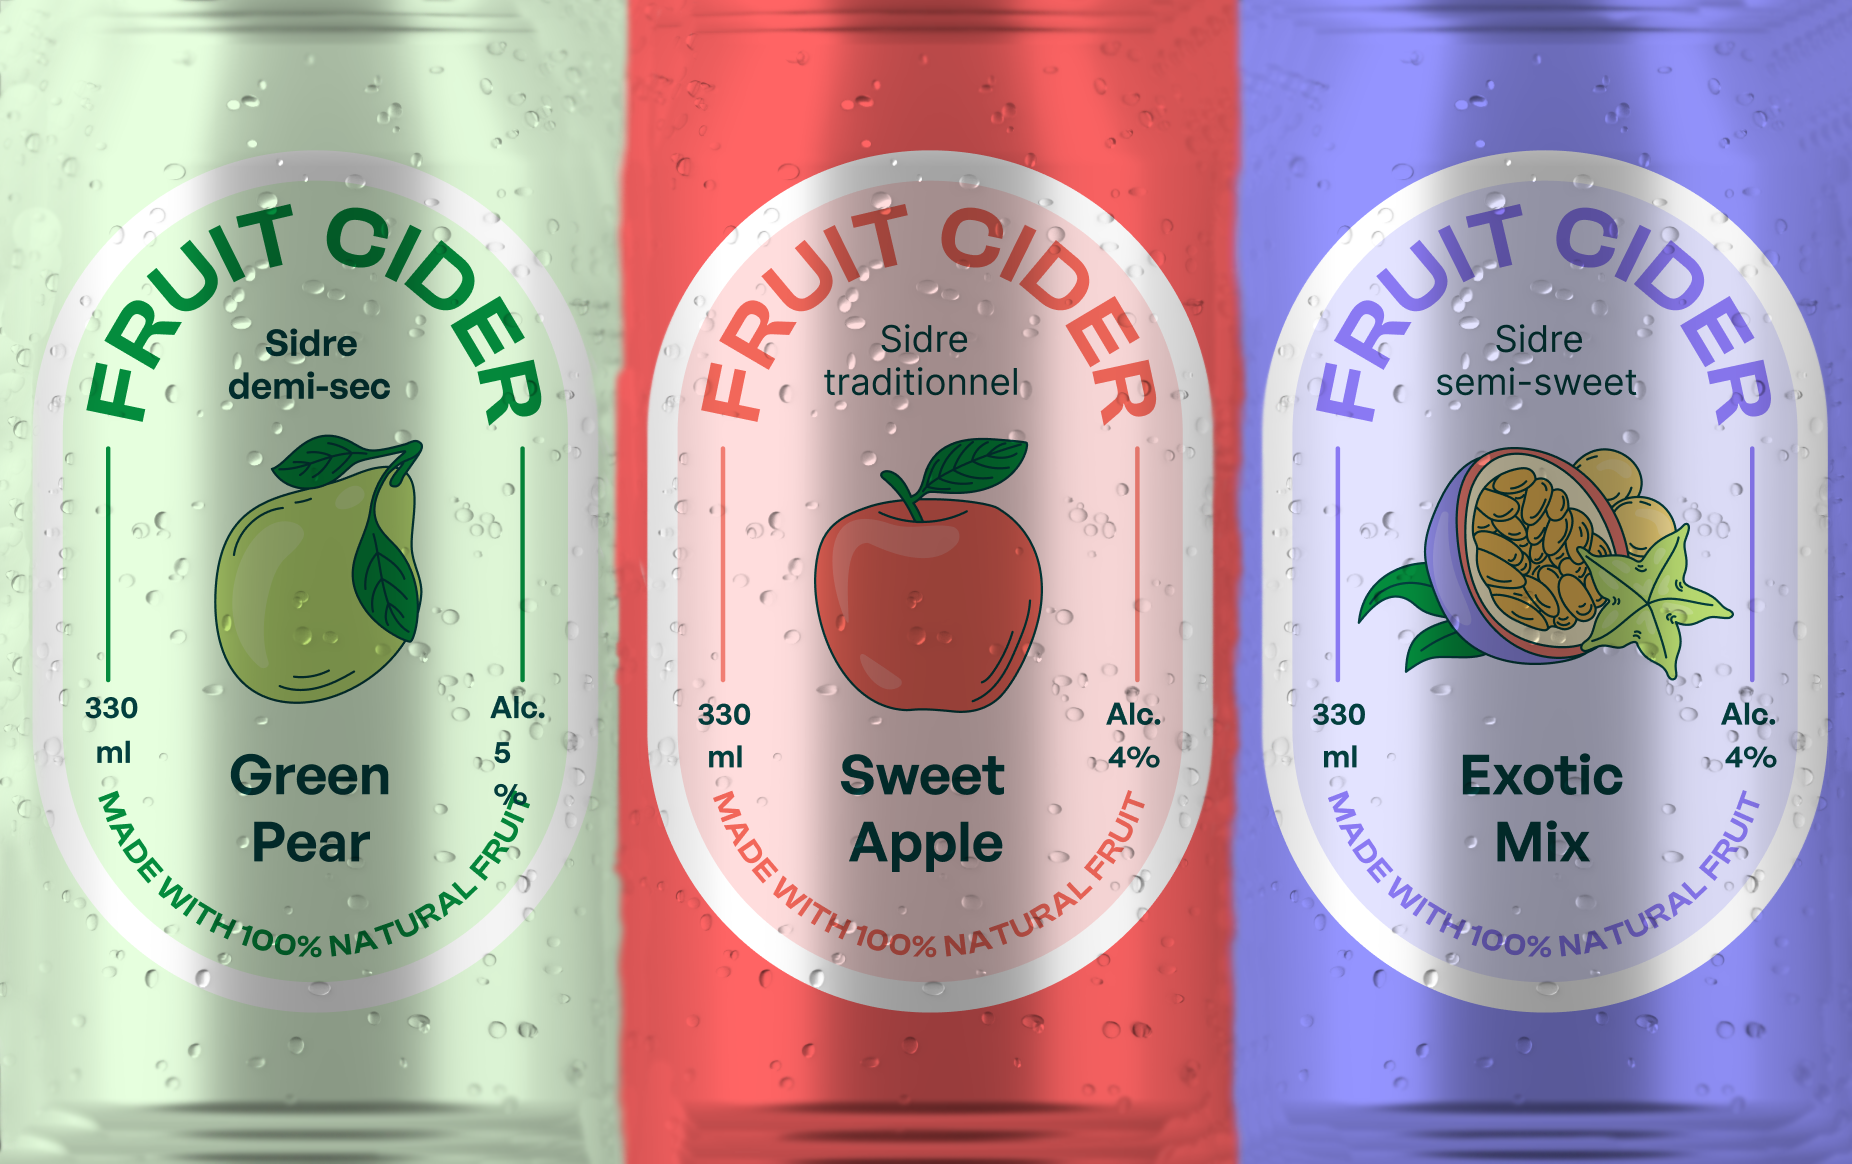 FRUIT CIDER
Sidre
demi-sec
330
ml
Alc.
5
%
Green
Pear
MADE WITH 100% NATURAL FRUIT
FRUIT CIDER
Sidre
traditionnel
330
ml
Alc.
4%
Sweet
Apple
MADE WITH 100% NATURAL FRUIT
FRUIT CIDER
Sidre
semi-sweet
330
ml
Alc.
4%
Exotic
Mix
MADE WITH 100% NATURAL FRUIT